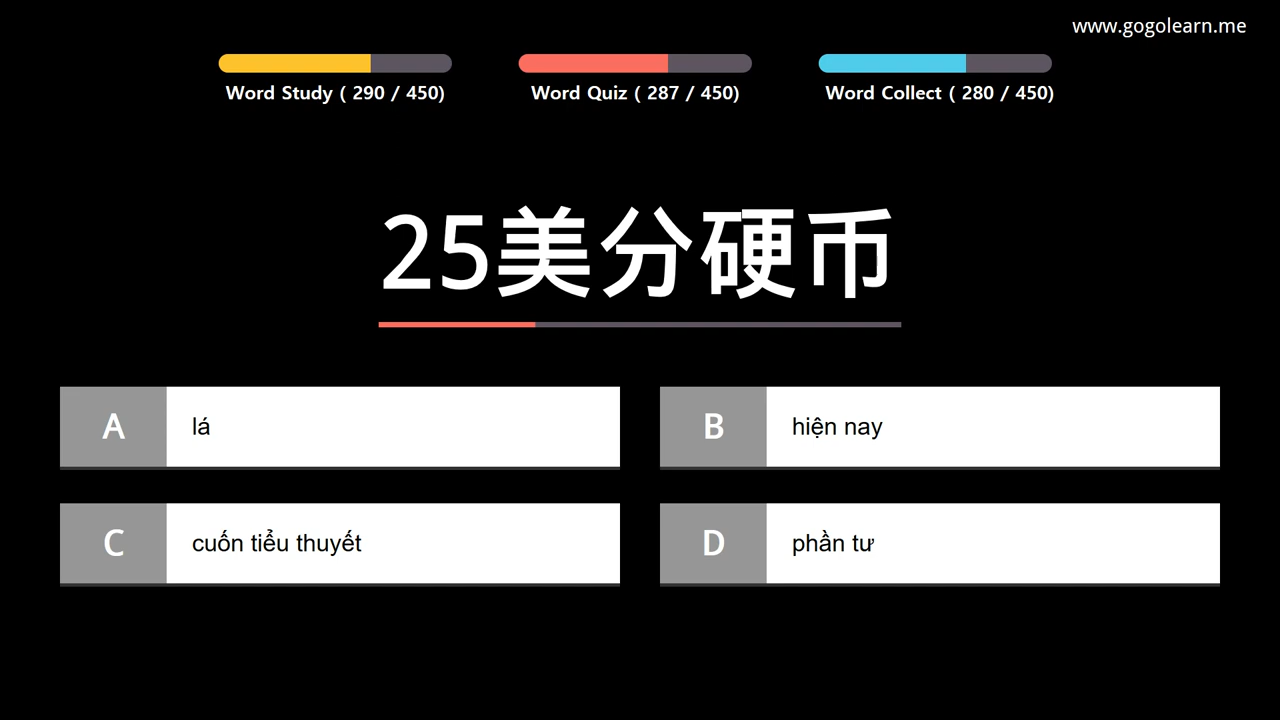 www.gogolearn.me
Word Study ( 290 / 450)
Word Quiz ( 287 / 450)
Word Collect ( 280 / 450)
25美分硬币
A lá
B hiện nay
C cuốn tiểu thuyết
D phần tư